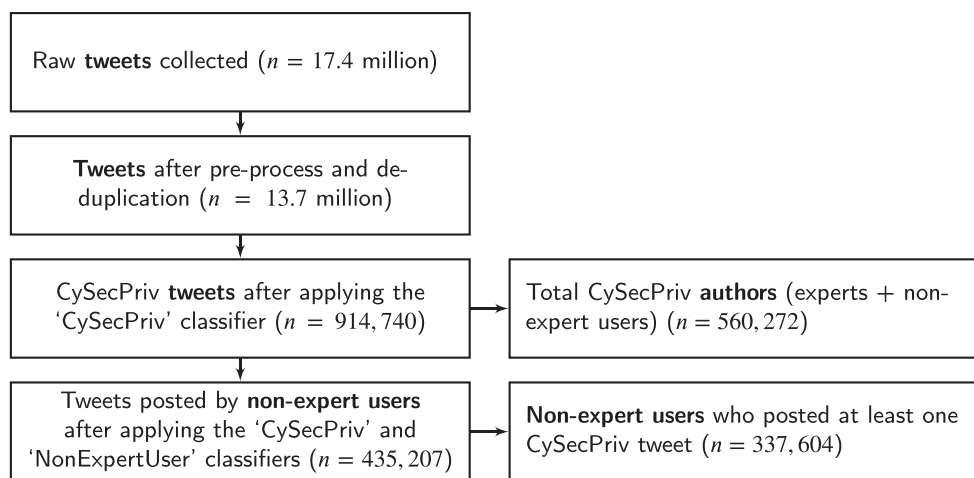 Raw tweets collected (n = 17.4 million)
Tweets after pre-process and de-
duplication (n = 13.7 million)
CySecPriv tweets after applying the
‘CySecPriv’ classifier (n = 914, 740)
Total CySecPriv authors (experts + non-
expert users) (n = 560, 272)
Tweets posted by non-expert users
after applying the ‘CySecPriv’ and
‘NonExpertUser’ classifiers (n = 435, 207)
Non-expert users who posted at least one
CySecPriv tweet (n = 337, 604)